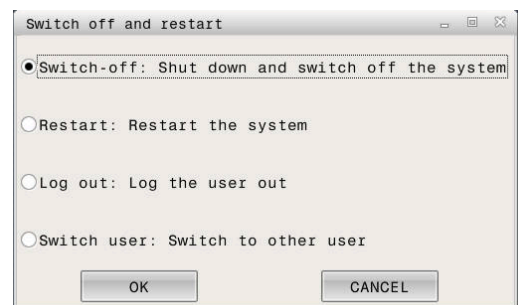 Switch off and restart
Switch-off: Shut down and switch off the system
Restart: Restart the system
Log out: Log the user out
Switch user: Switch to other user
OK CANCEL